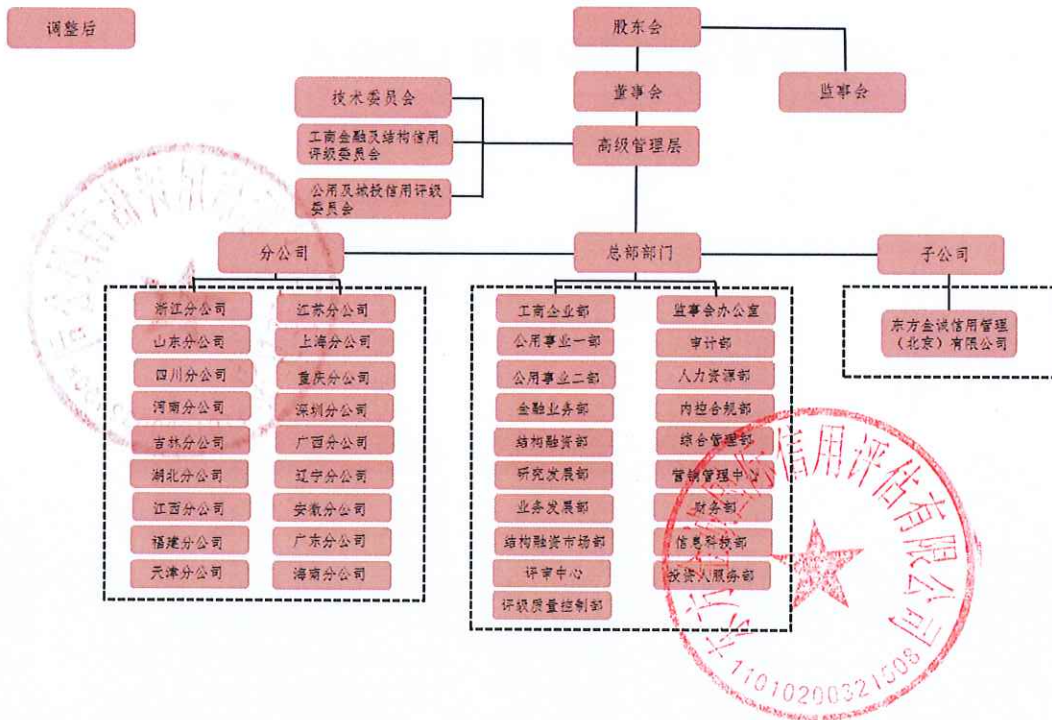 调整后
股东会
董事会
监事会
技术委员会
工商金融及结构信用
评级委员会
高级管理层
公用及城投信用评级
委员会
分公司
总部部门
子公司
浙江分公司
江苏分公司
山东分公司
上海分公司
四川分公司
重庆分公司
河南分公司
深圳分公司
吉林分公司
广西分公司
湖北分公司
辽宁分公司
江西分公司
安徽分公司
福建分公司
广东分公司
天津分公司
海南分公司
工商企业部
监事会办公室
公用事业一部
审计部
公用事业二部
人力资源部
金融业务部
内控合规部
结构融资部
综合管理部
研究发展部
营销管理中心
业务发展部
财务部
结构融资市场部
信息科技部
评审中心
投资人服务部
评级质量控制部
东方金诚信用管理
(北京)有限公司
东方金诚国际信用评估有限公司
11010200321508